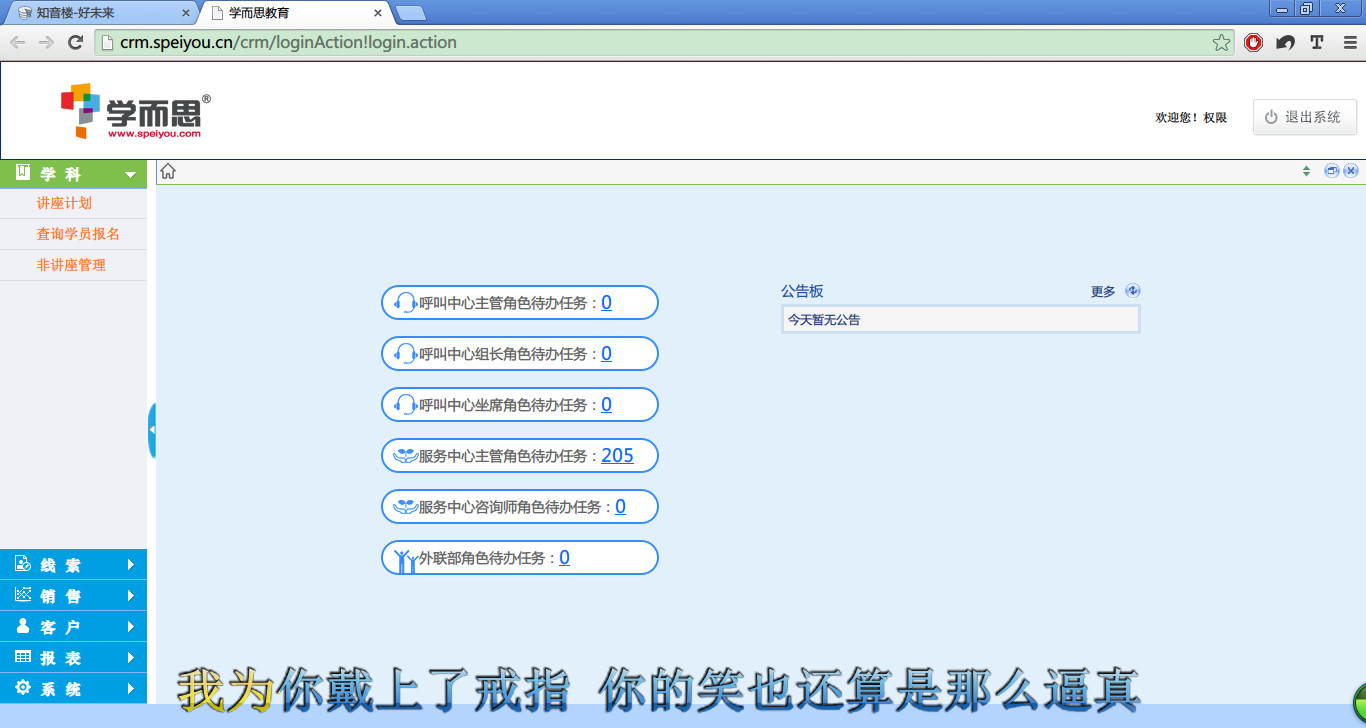 知音楼-好未来
学而思教育
crm.speiyou.cn/crm/loginAction!login.action
学而思®
www.speiyou.com
欢迎您！权限
退出系统
学 科
讲座计划
查询学员报名
非讲座管理
呼叫中心主管角色待办任务：0
呼叫中心组长角色待办任务：0
呼叫中心坐席角色待办任务：0
服务中心主管角色待办任务：205
服务中心咨询师角色待办任务：0
外联部角色待办任务：0
公告板
更多
今天暂无公告
线 索
销 售
客 户
报 表
系 统
我为你戴上了戒指 你的笑也还算是那么逼真